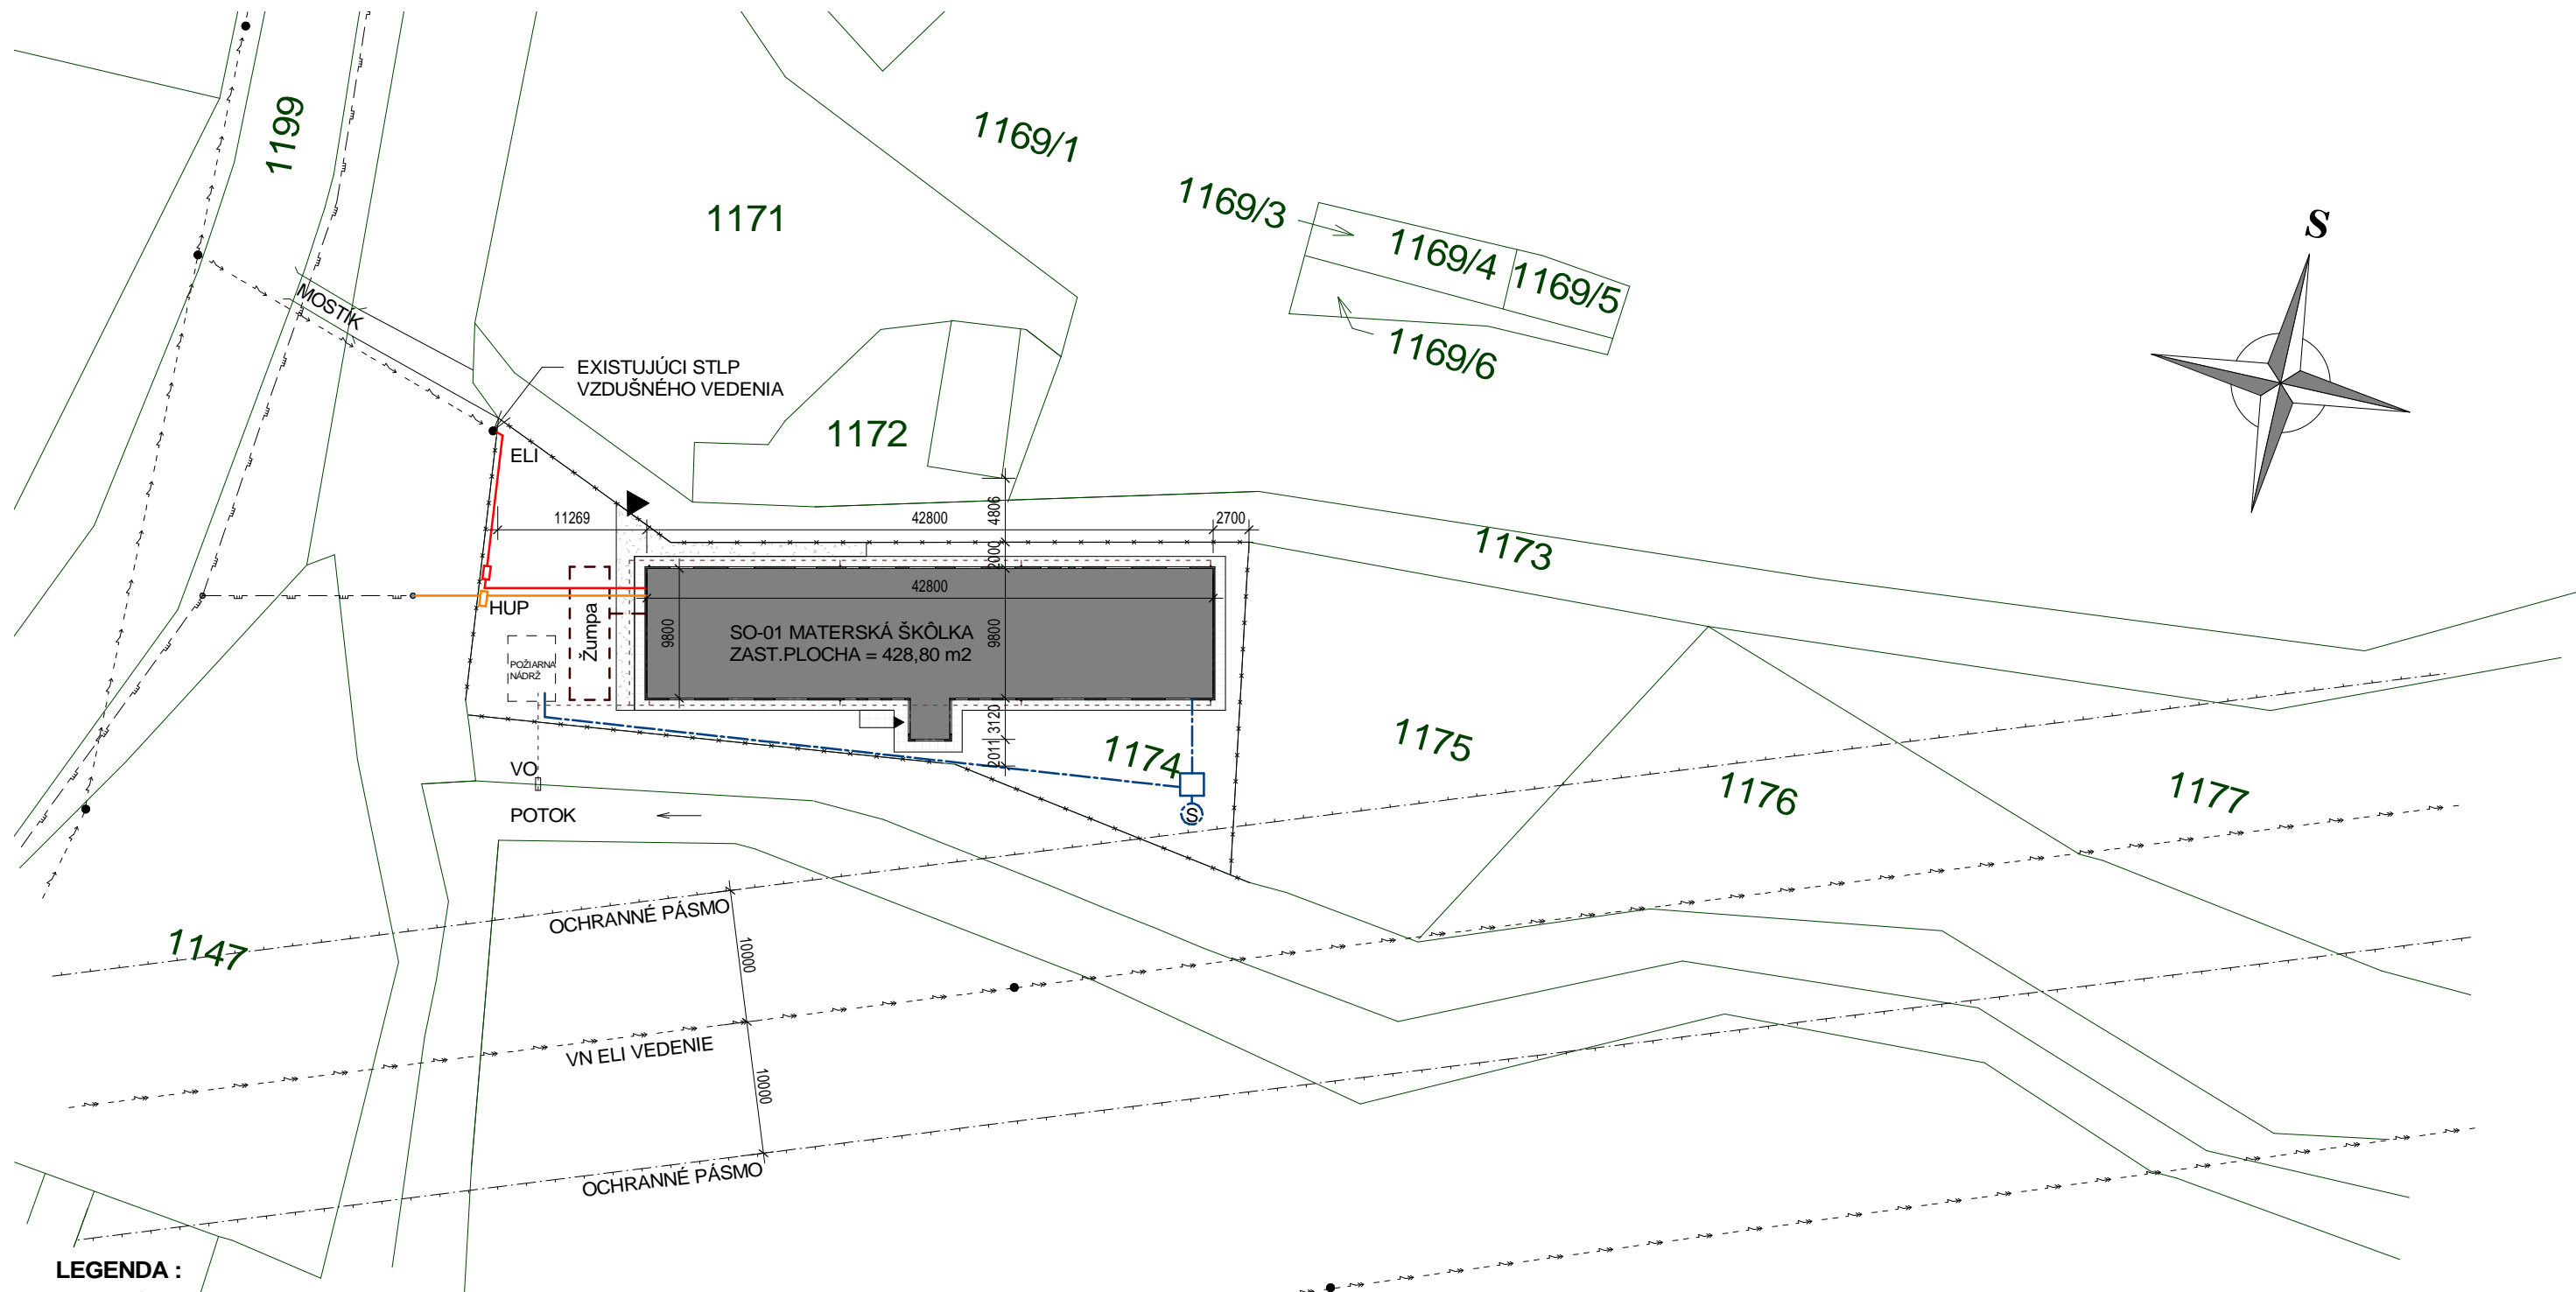 1199
1169/1
1171
1169/3
1169/4
1169/5
1169/6
S
MOSTÍK
EXISTUJÚCI STLP
VZDUŠNÉHO VEDENIA
1172
ELI
11269
42800
4806
2700
2000
1173
42800
HUP
Žumpa
9800
SO-01 MATERSKÁ ŠKÔLKA
ZAST.PLOCHA = 428,80 m2
9800
POŽIARNA
NÁDRŽ
3120
2011
1174
1175
1176
1177
VO
POTOK
S
OCHRANNÉ PÁSMO
1147
10000
VN ELI VEDENIE
10000
OCHRANNÉ PÁSMO
LEGENDA :